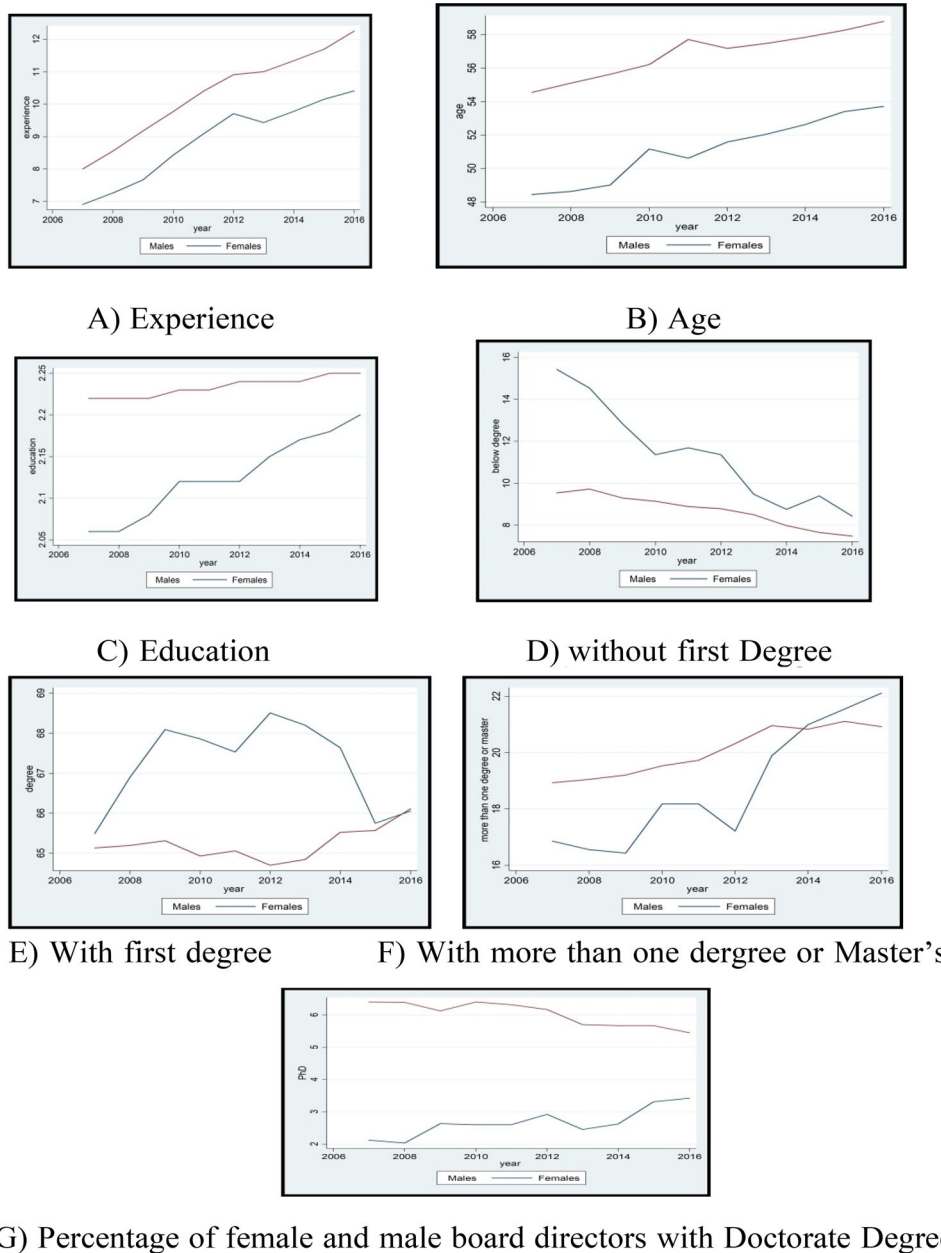 experience
12
11
10
9
8
7
2006 2008 2010 2012 2014 2016
year
Males Females
age
58
56
54
52
50
48
2006 2008 2010 2012 2014 2016
year
Males Females
A) Experience
B) Age
education
2.25
2.2
2.15
2.1
2.05
2006 2008 2010 2012 2014 2016
year
Males Females
below degree
16
14
12
10
8
2006 2008 2010 2012 2014 2016
year
Males Females
C) Education
D) without first Degree
degree
69
68
67
66
65
2006 2008 2010 2012 2014 2016
year
Males Females
more than one degree or master
22
20
18
16
2006 2008 2010 2012 2014 2016
year
Males Females
E) With first degree
F) With more than one dergree or Master's
PhD
6
5
4
3
2
2006 2008 2010 2012 2014 2016
year
Males Females
G) Percentage of female and male board directors with Doctorate Degre